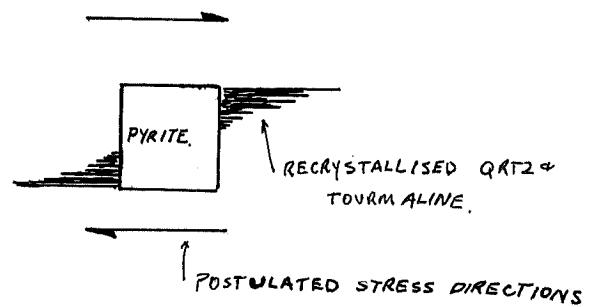 PYRITE.
RECRYSTALLISED QRTZ &
TOURMALINE.
POSTULATED STRESS DIRECTIONS